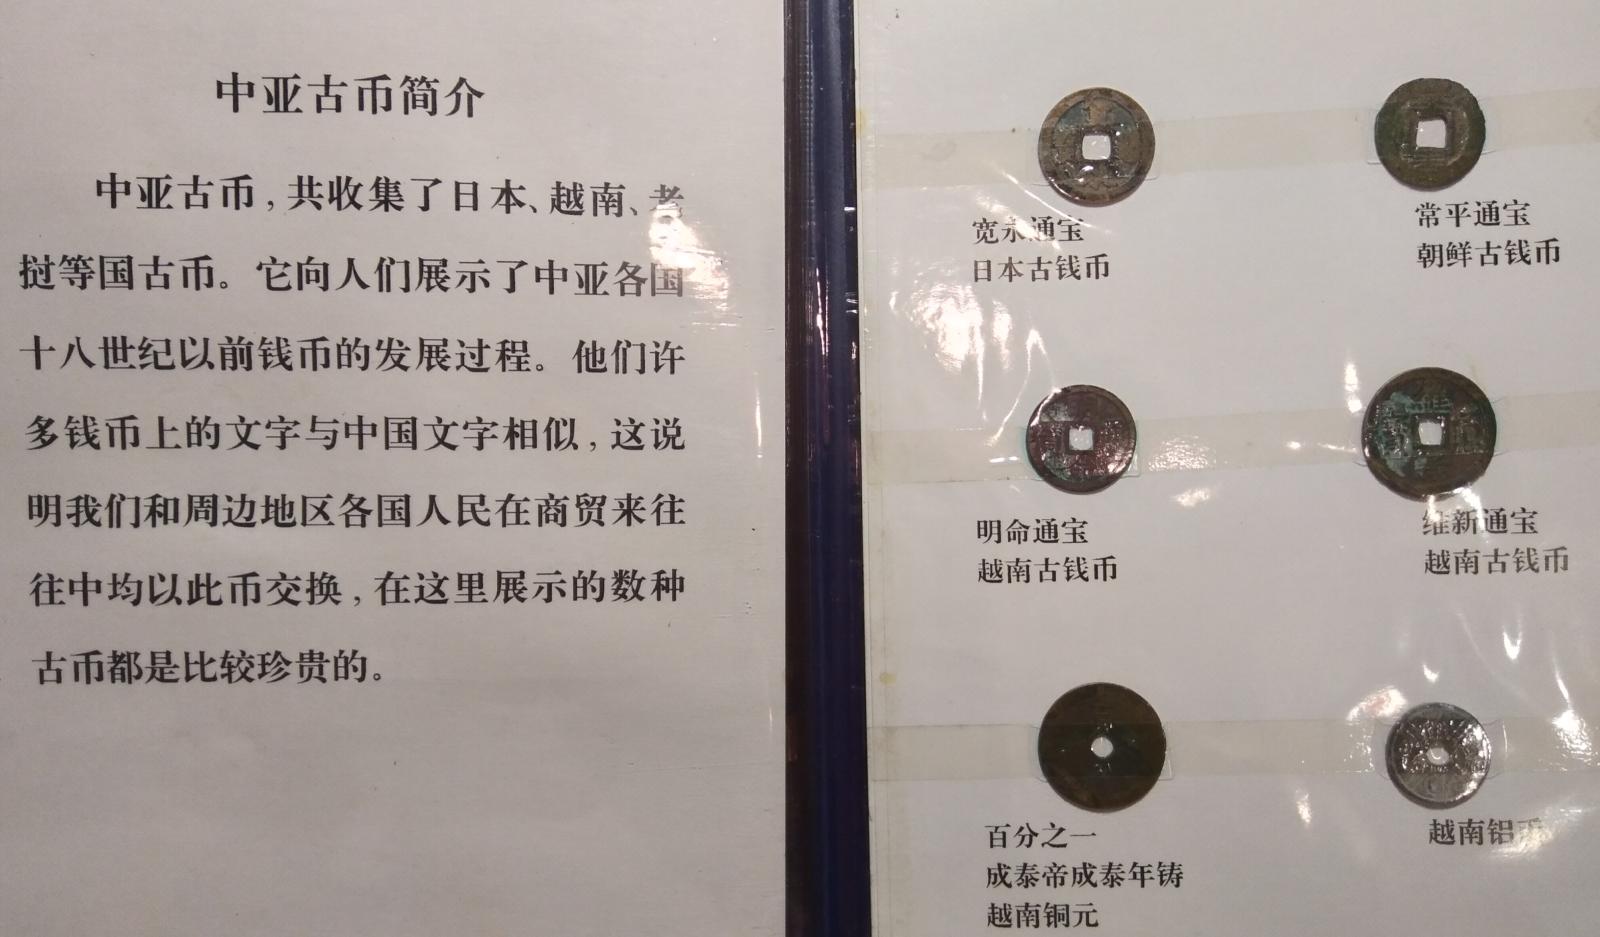 中亚古币简介
中亚古币,共收集了日本、越南、老
挝等国古币。它向人们展示了中亚各国
十八世纪以前钱币的发展过程。他们许
多钱币上的文字与中国文字相似,这说
明我们和周边地区各国人民在商贸来往
往中均以此币交换,在这里展示的数种
古币都是比较珍贵的。
宽永通宝
日本古钱币
常平通宝
朝鲜古钱币
明命通宝
越南古钱币
维新通宝
越南古钱币
百分之一
成泰帝成泰年铸
越南铜元
越南铝币